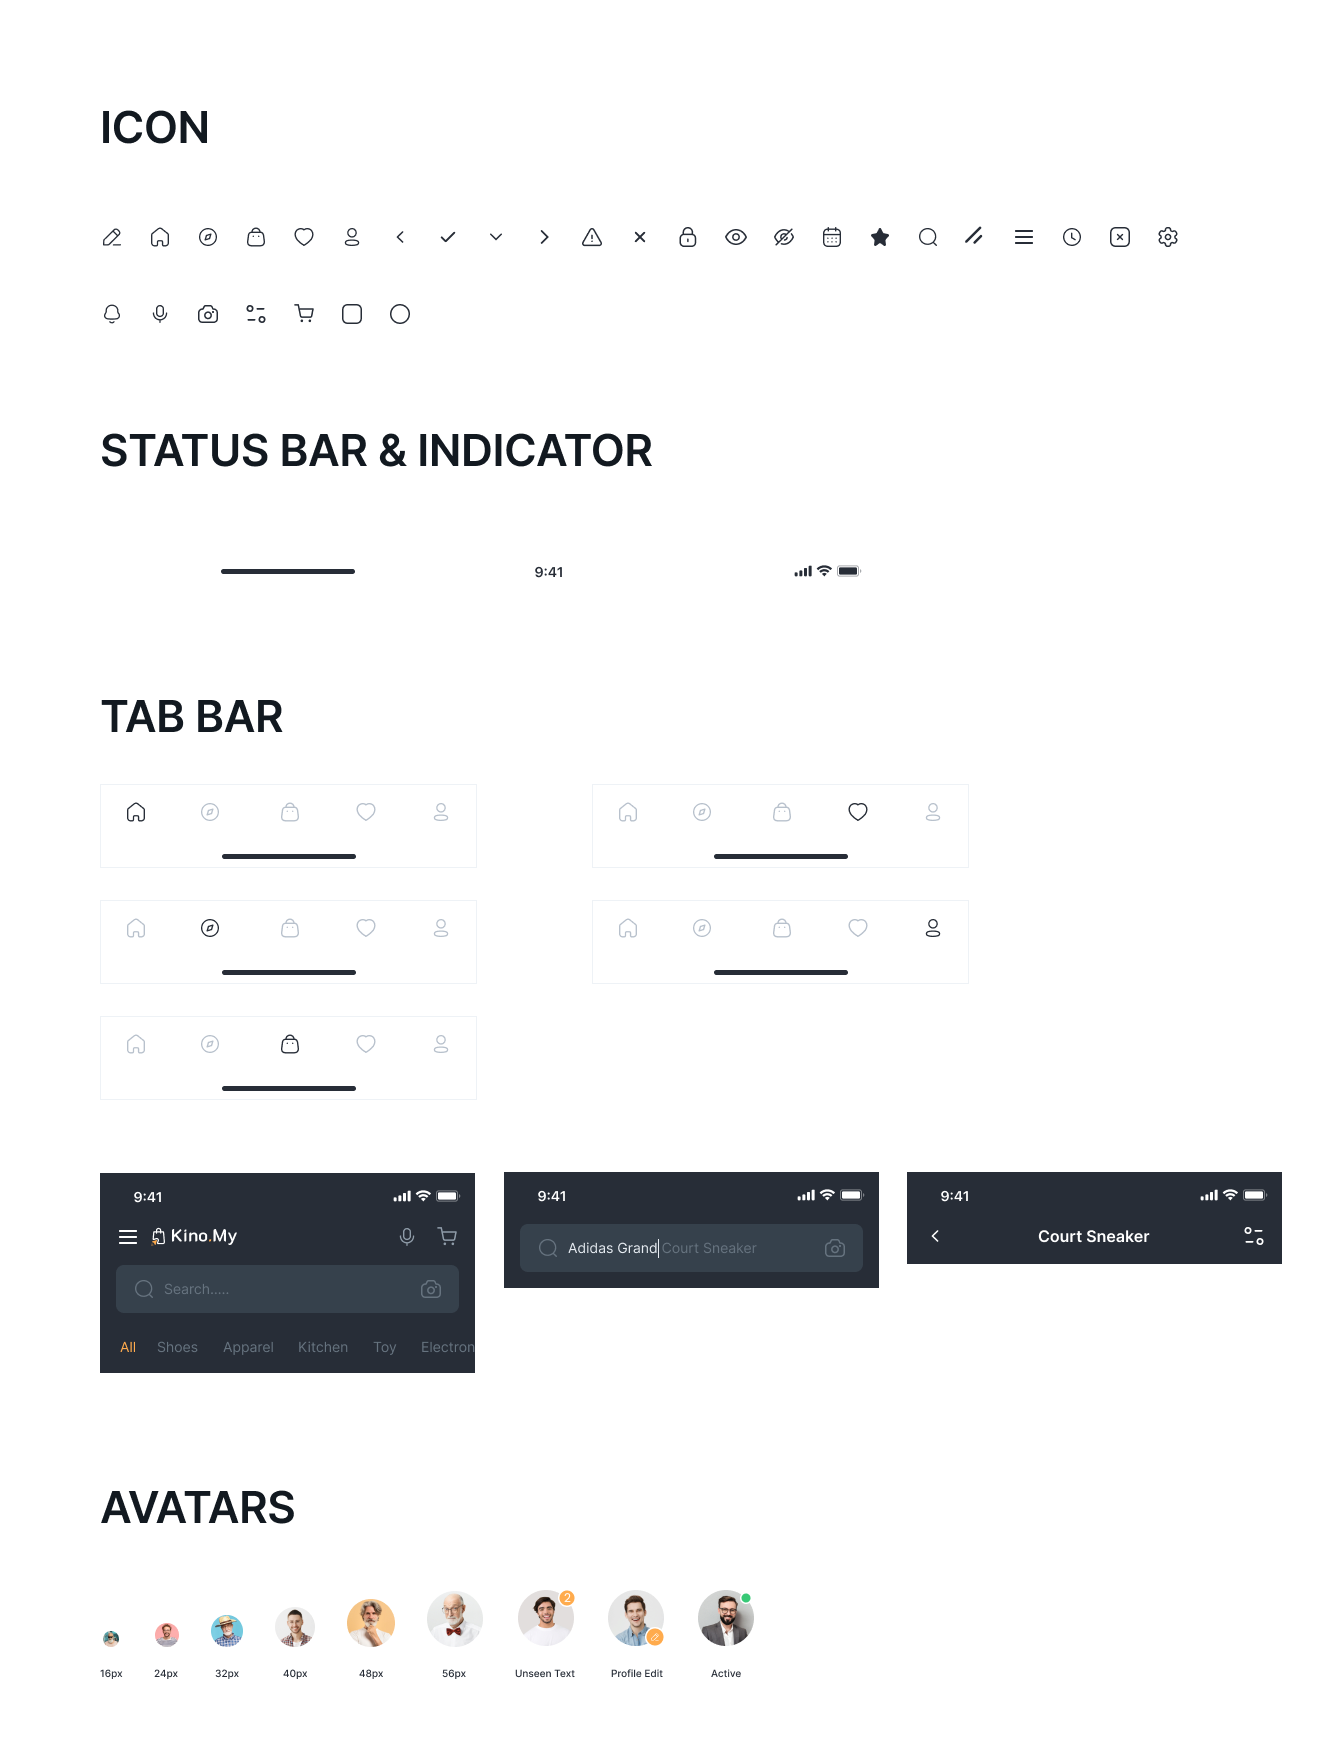 ICON
STATUS BAR & INDICATOR
9:41
TAB BAR
9:41
Kino.My
Search.....
All Shoes Apparel Kitchen Toy Electron
9:41
Adidas Grand Court Sneaker
9:41
Court Sneaker
AVATARS
2
16px 24px 32px 40px 48px 56px Unseen Text Profile Edit Active